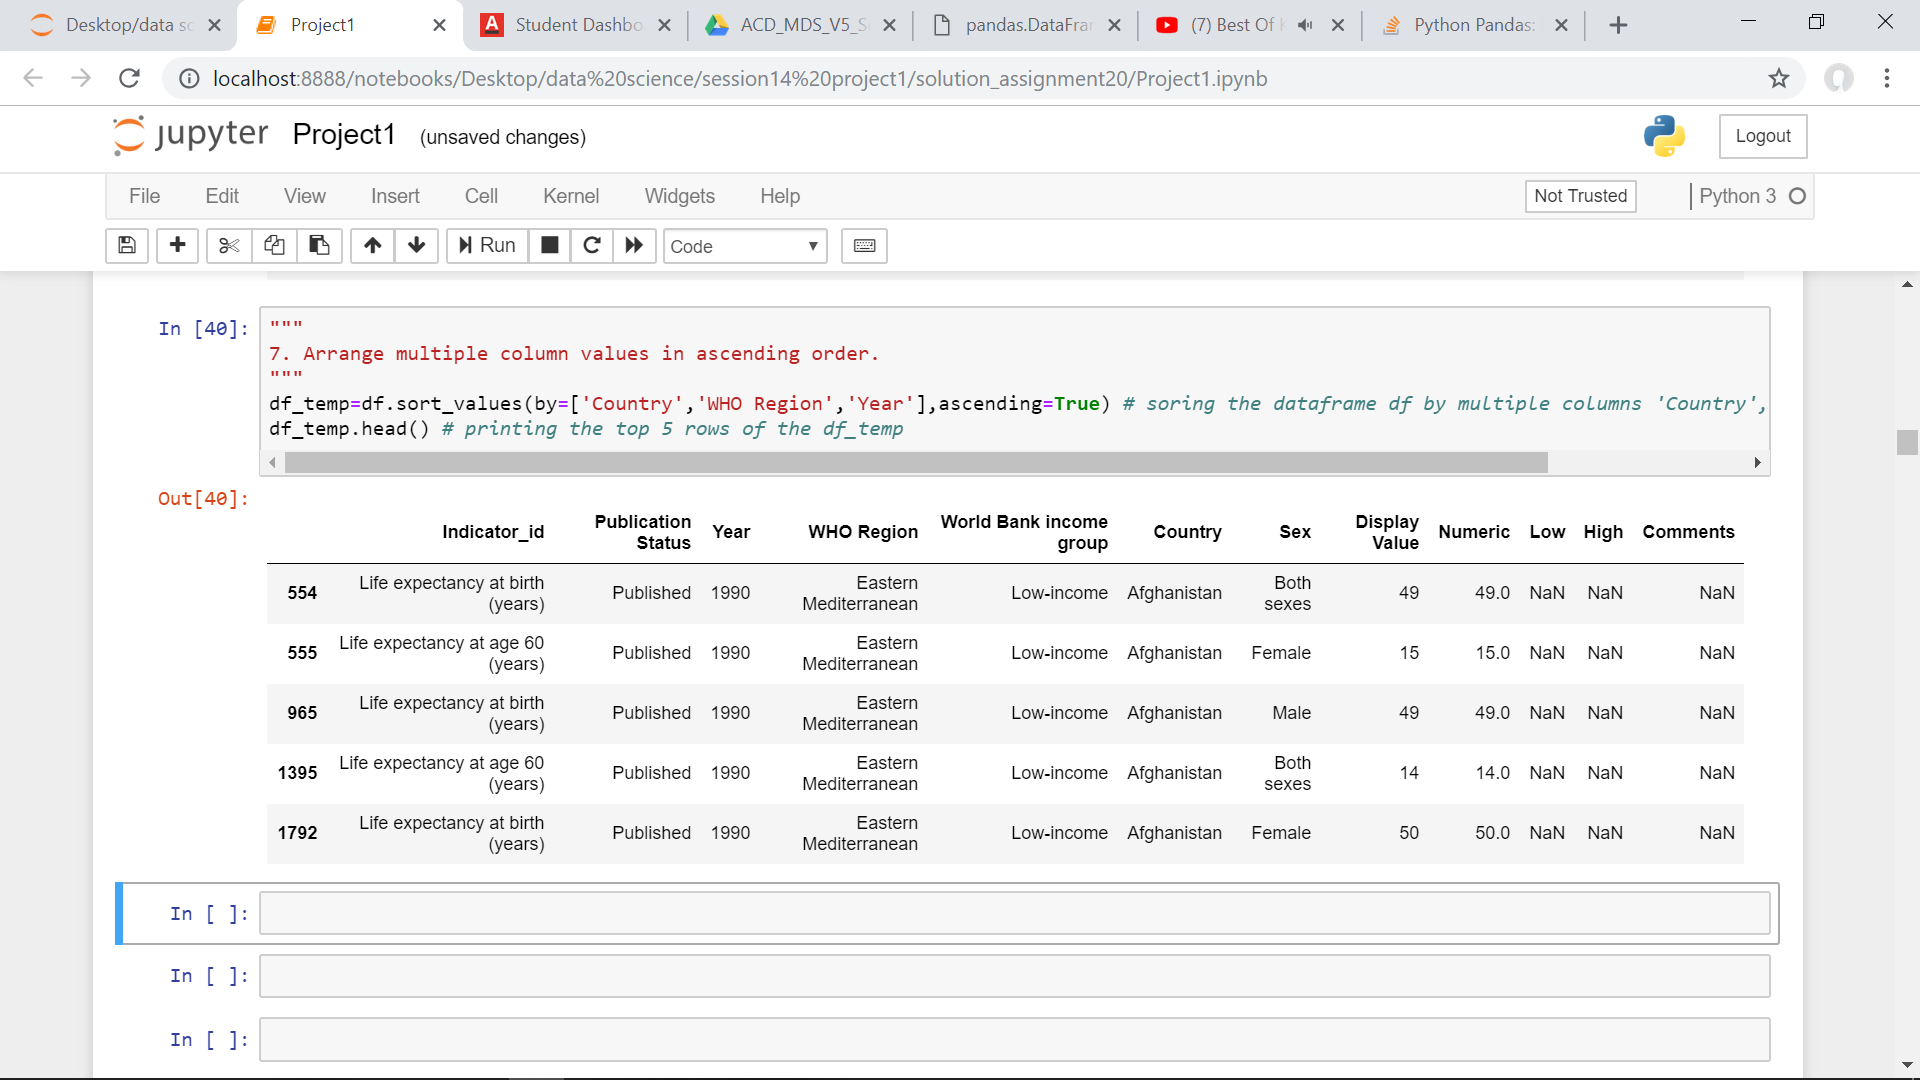 Desktop/data sc
Project1
Student Dashbo
ACD_MDS_V5_S
pandas.DataFra
(7) Best Of
Python Pandas:
localhost:8888/notebooks/Desktop/data%20science/session14%20project1/solution_assignment20/Project1.ipynb
jupyter Project1 (unsaved changes)
Logout
File Edit View Insert Cell Kernel Widgets Help
Not Trusted
Python 3
Run
Code
In [40]:
"""
7. Arrange multiple column values in ascending order.
"""
df_temp=df.sort_values(by=['Country','WHO Region','Year'],ascending=True) # soring the dataframe df by multiple columns 'Country',
df_temp.head() # printing the top 5 rows of the df_temp
Out[40]:
Indicator_id Publication Status Year WHO Region World Bank income group Country Sex Display Value Numeric Low High Comments
554 Life expectancy at birth (years) Published 1990 Eastern Mediterranean Low-income Afghanistan Both sexes 49 49.0 NaN NaN NaN
555 Life expectancy at age 60 (years) Published 1990 Eastern Mediterranean Low-income Afghanistan Female 15 15.0 NaN NaN NaN
965 Life expectancy at birth (years) Published 1990 Eastern Mediterranean Low-income Afghanistan Male 49 49.0 NaN NaN NaN
1395 Life expectancy at age 60 (years) Published 1990 Eastern Mediterranean Low-income Afghanistan Both sexes 14 14.0 NaN NaN NaN
1792 Life expectancy at birth (years) Published 1990 Eastern Mediterranean Low-income Afghanistan Female 50 50.0 NaN NaN NaN
In [ ]:
In [ ]:
In [ ]: